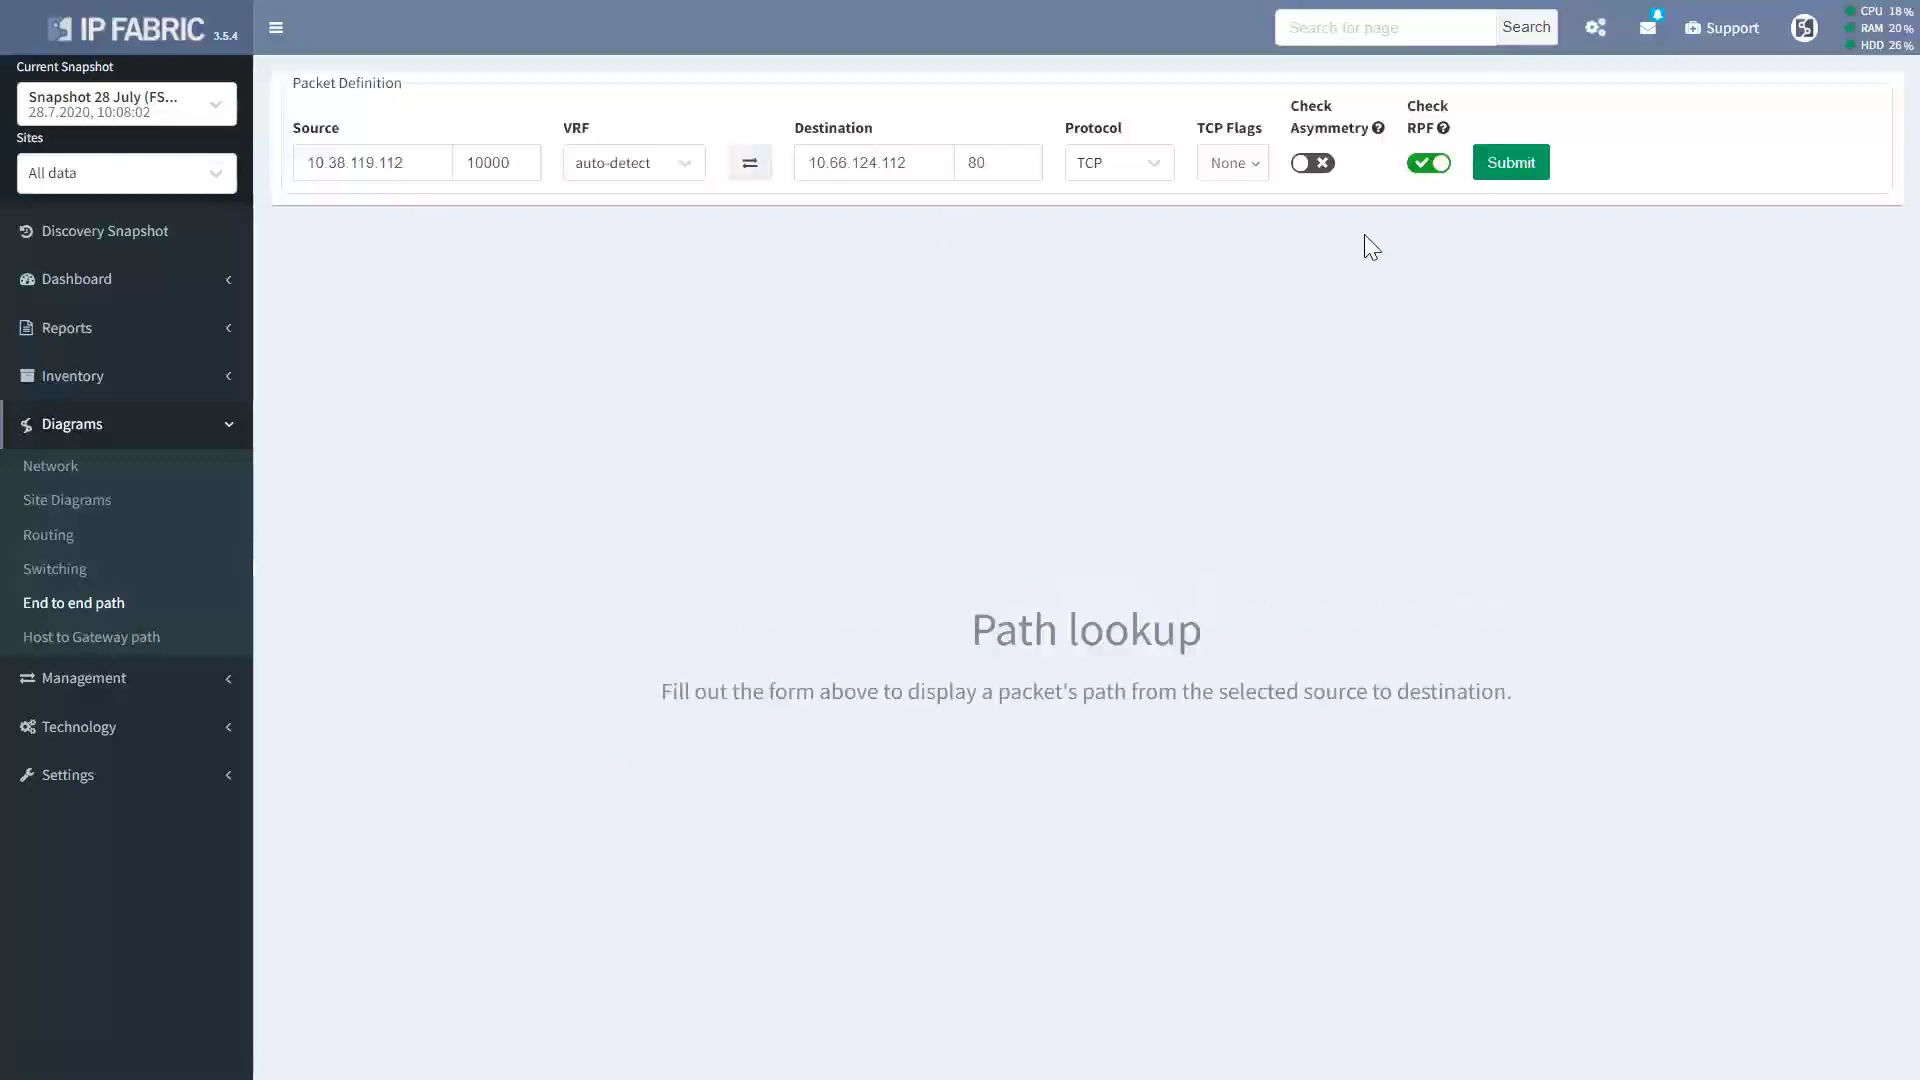 IP FABRIC 3.5.4
Search for page
Search
Support
CPU 18 %
RAM 20 %
HDD 26 %
Current Snapshot
Snapshot 28 July (FS...
28.7.2020, 10:08:02
Sites
All data
Discovery Snapshot
Dashboard
Reports
Inventory
Diagrams
Network
Site Diagrams
Routing
Switching
End to end path
Host to Gateway path
Management
Technology
Settings
Packet Definition
Source
VRF
Destination
Protocol
TCP Flags
Check
Asymmetry
Check
RPF
10.38.119.112
10000
auto-detect
10.66.124.112
80
TCP
None
Submit
Path lookup
Fill out the form above to display a packet's path from the selected source to destination.